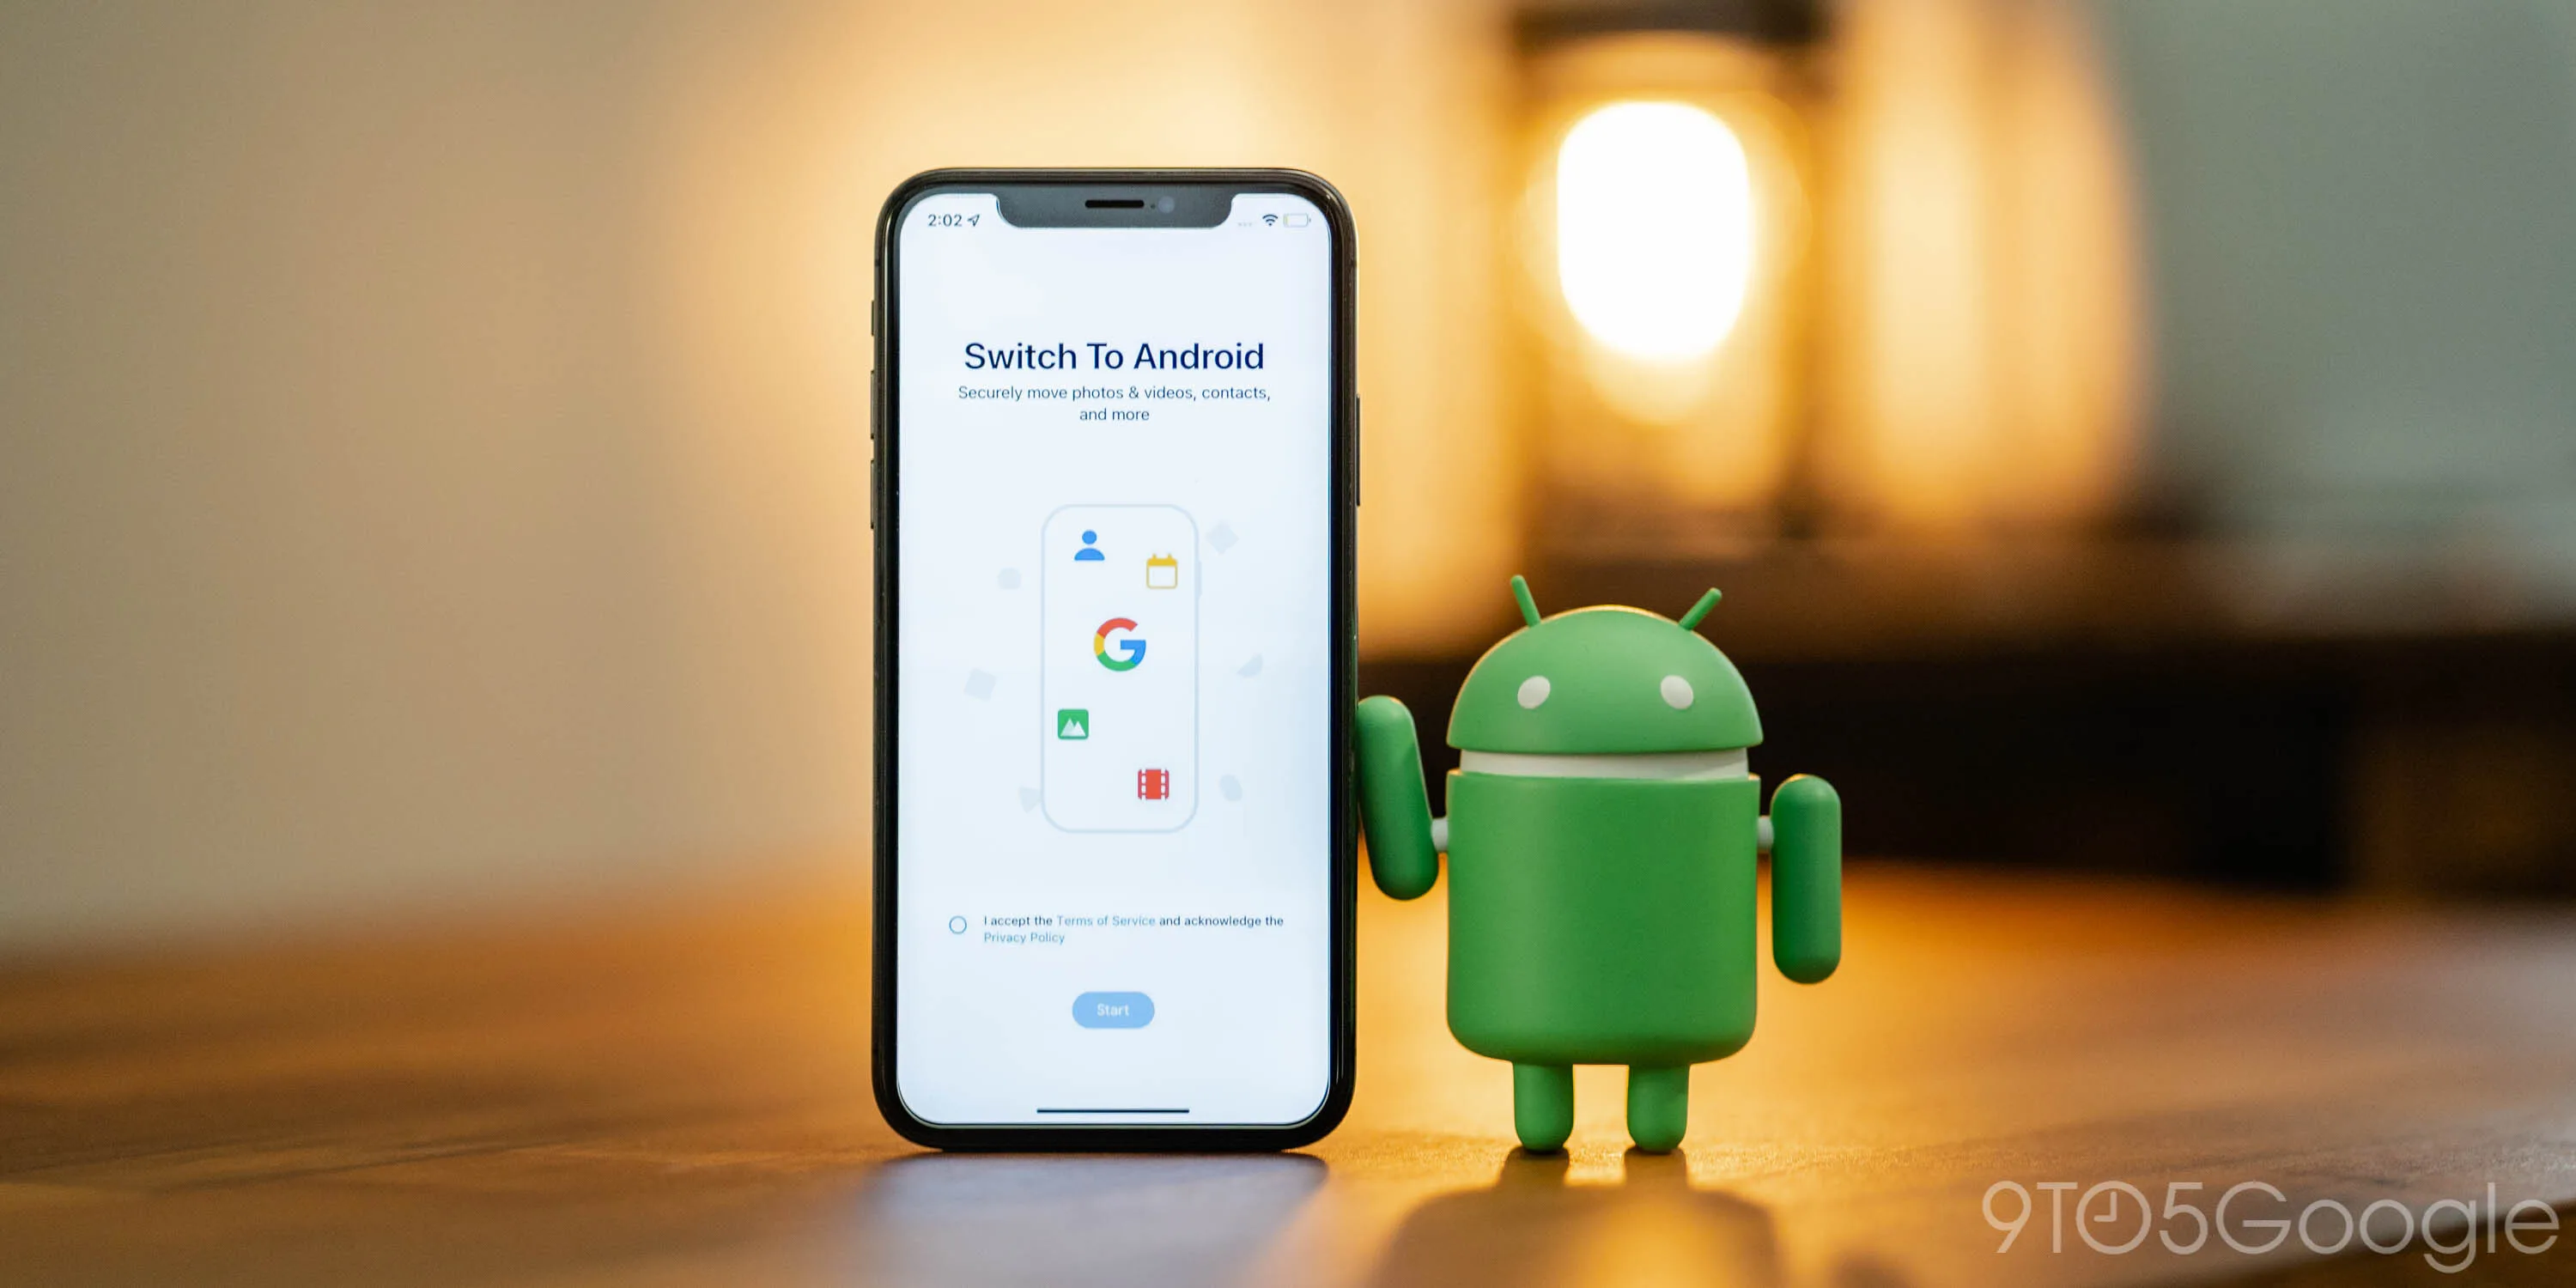 2:02
Switch To Android
Securely move photos & videos, contacts,
and more
G
I accept the Terms of Service and acknowledge the
Privacy Policy
Start
9TO5Google